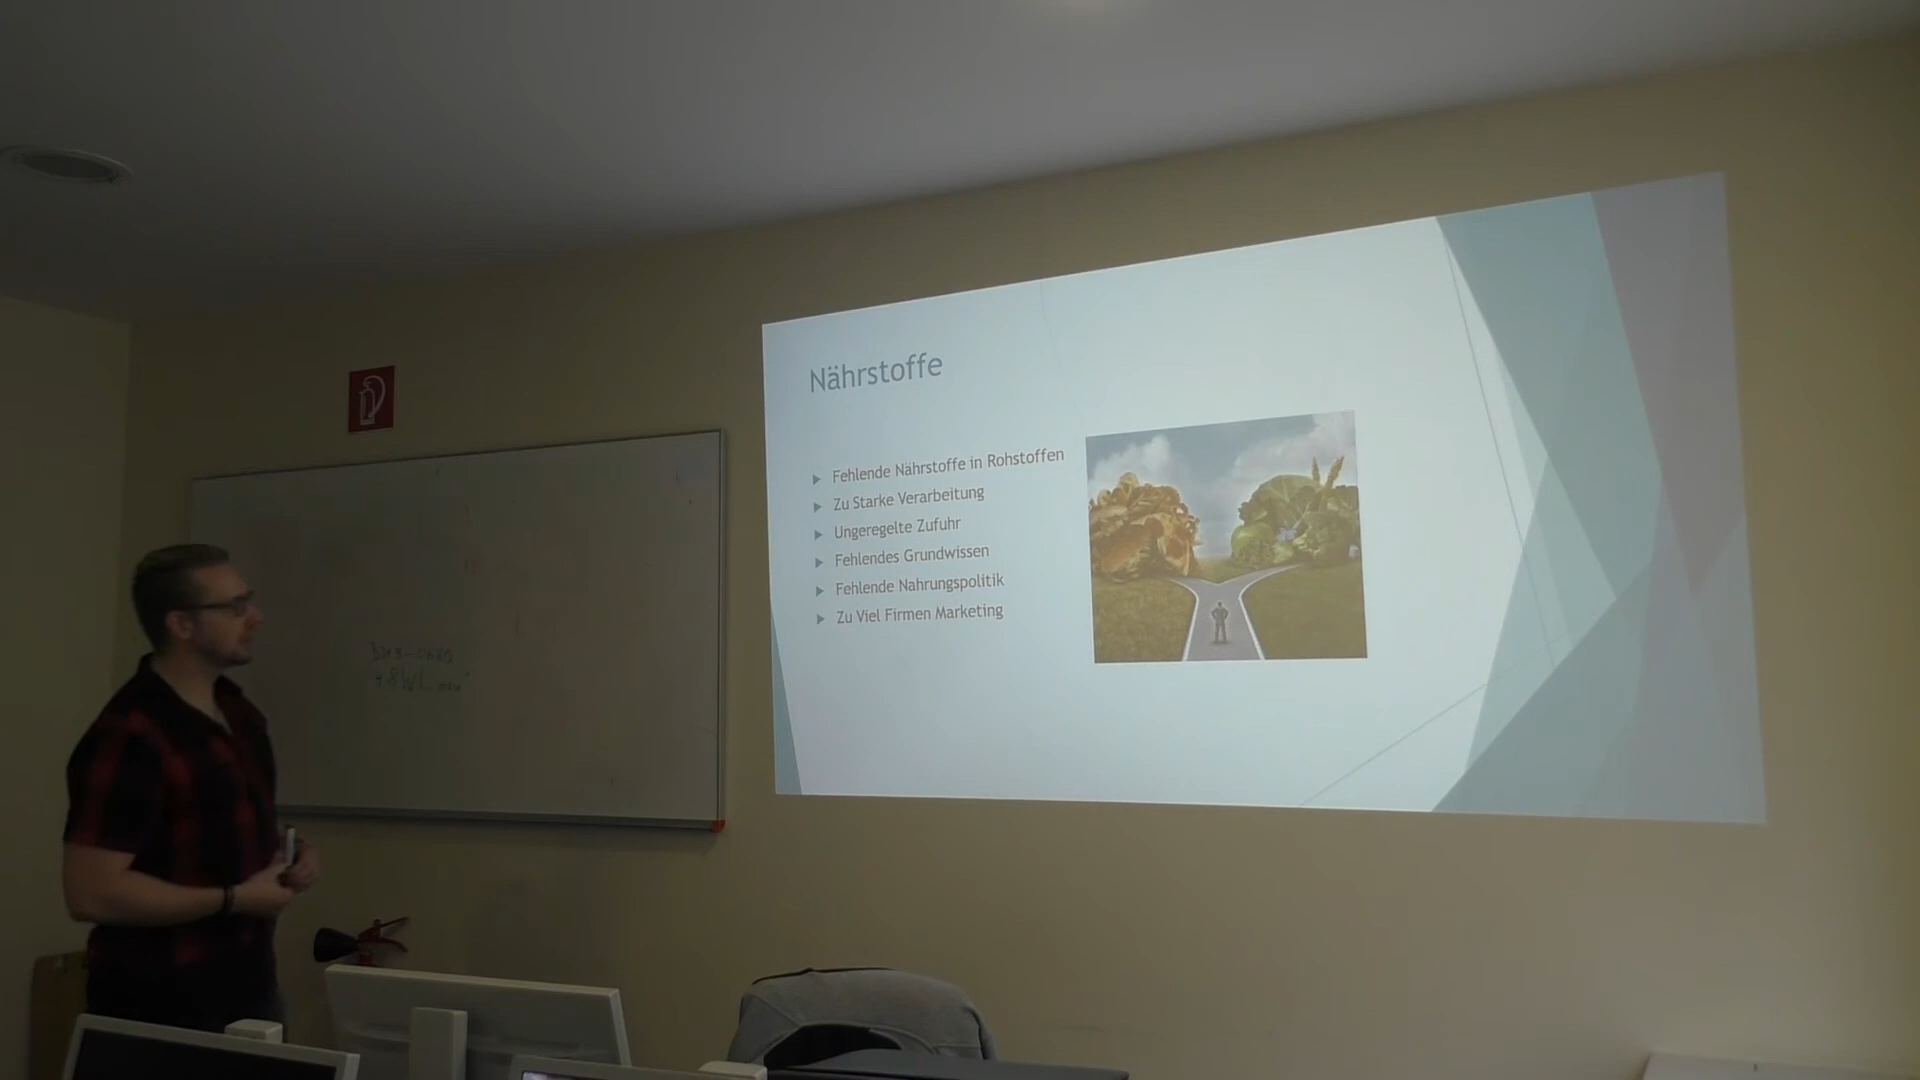 Nährstoffe
Fehlende Nährstoffe in Rohstoffen
Zu Starke Verarbeitung
Ungeregelte Zufuhr
Fehlendes Grundwissen
Fehlende Nahrungspolitik
Zu Viel Firmen Marketing